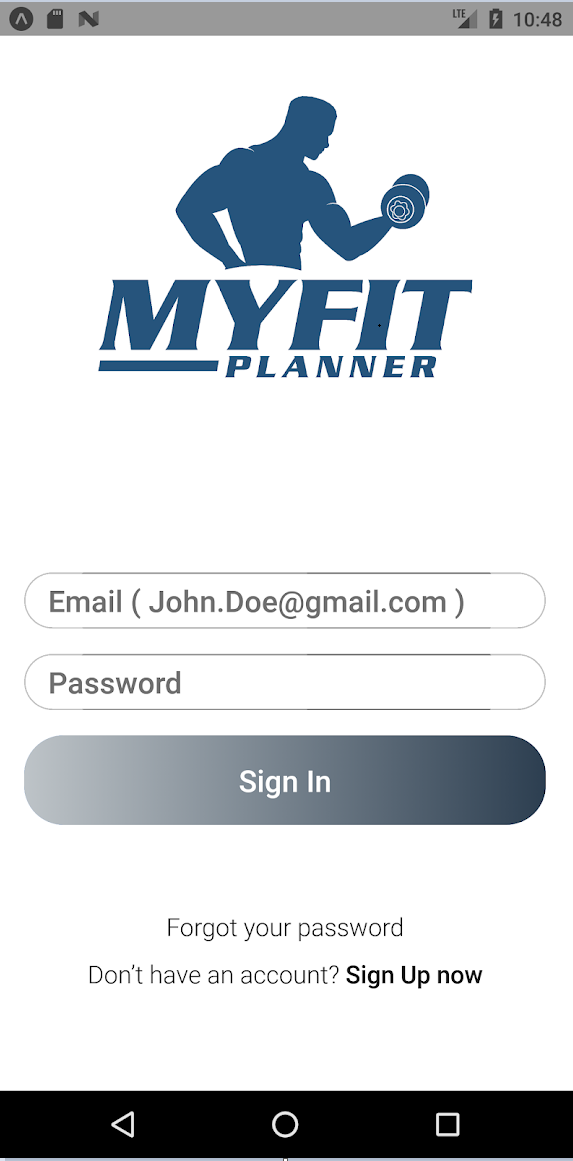 LTE 10:48
MYFIT
PLANNER
Email ( John.Doe@gmail.com )
Password
Sign In
Forgot your password
Don’t have an account? Sign Up now